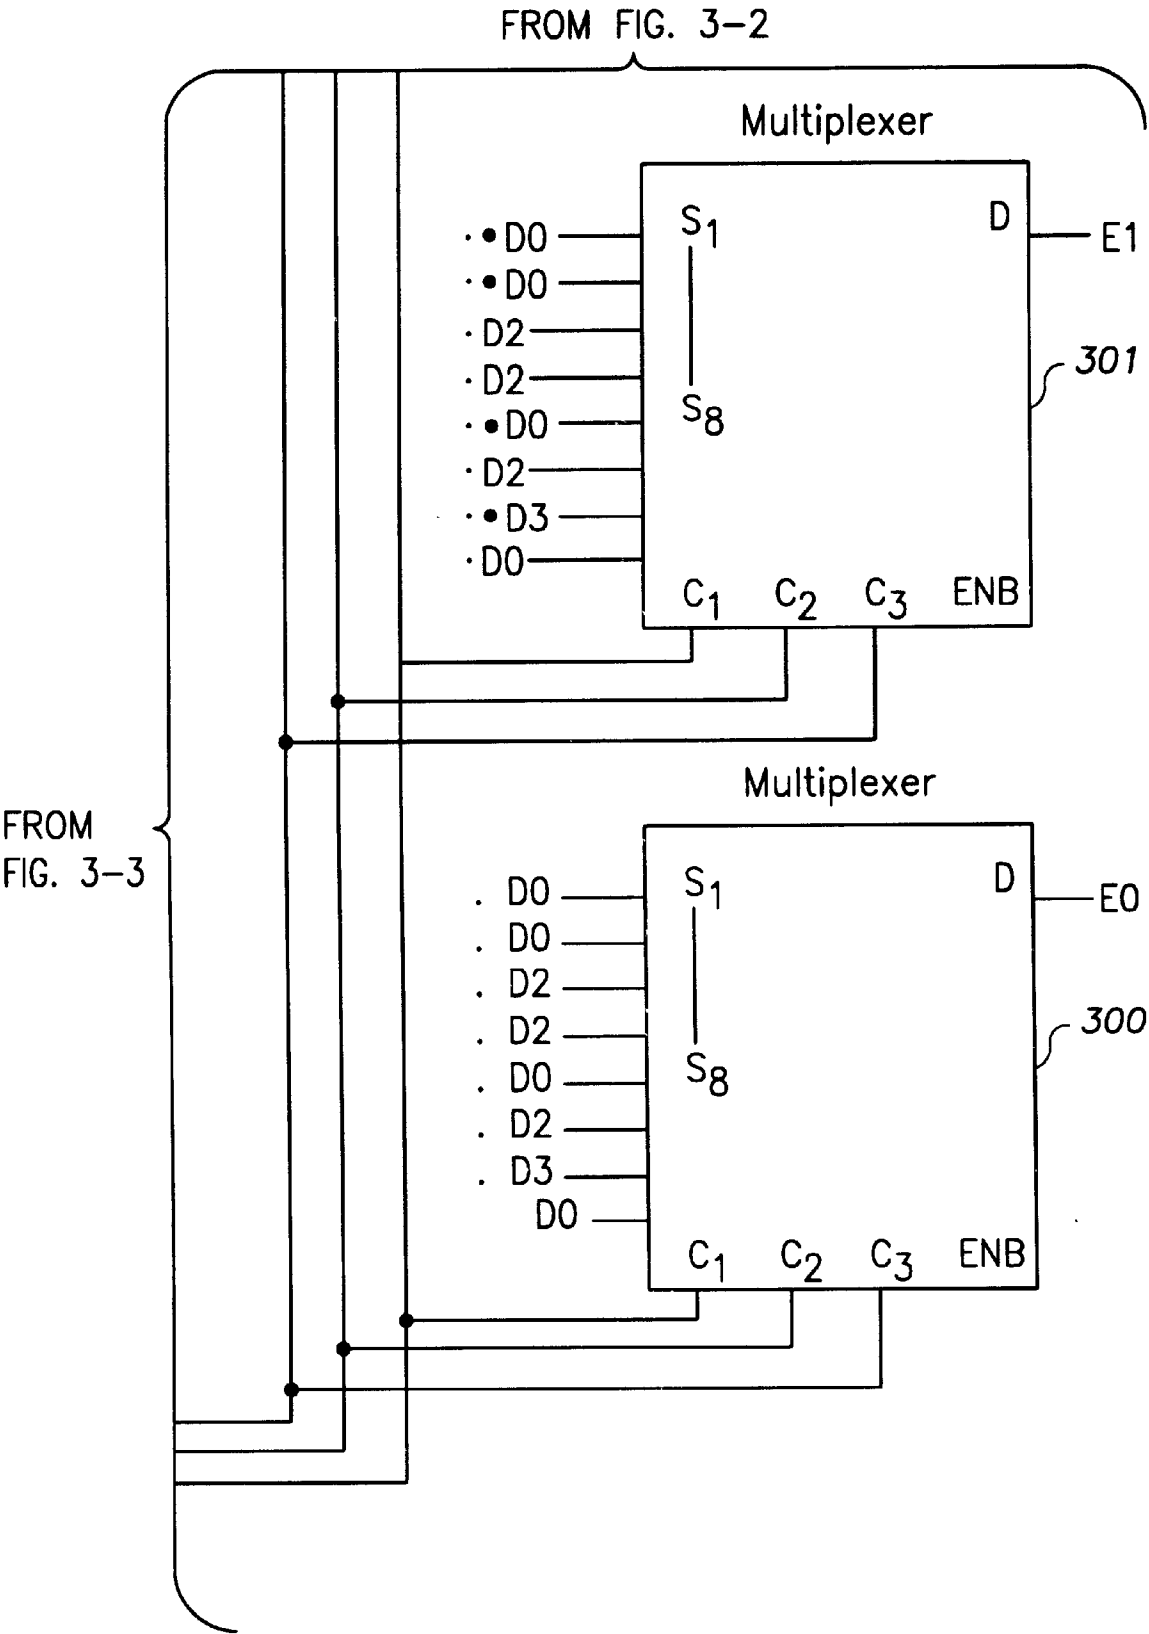 FROM FIG. 3-2
Multiplexer
S1
D
· • D0
E1
· • D0
· D2
· D2
301
S8
· • D0
· D2
· • D3
· D0
C1 C2 C3 ENB
Multiplexer
FROM
FIG. 3-3
S1
D
. D0
E0
. D0
. D2
. D2
300
S8
. D0
. D2
. D3
D0
C1 C2 C3 ENB